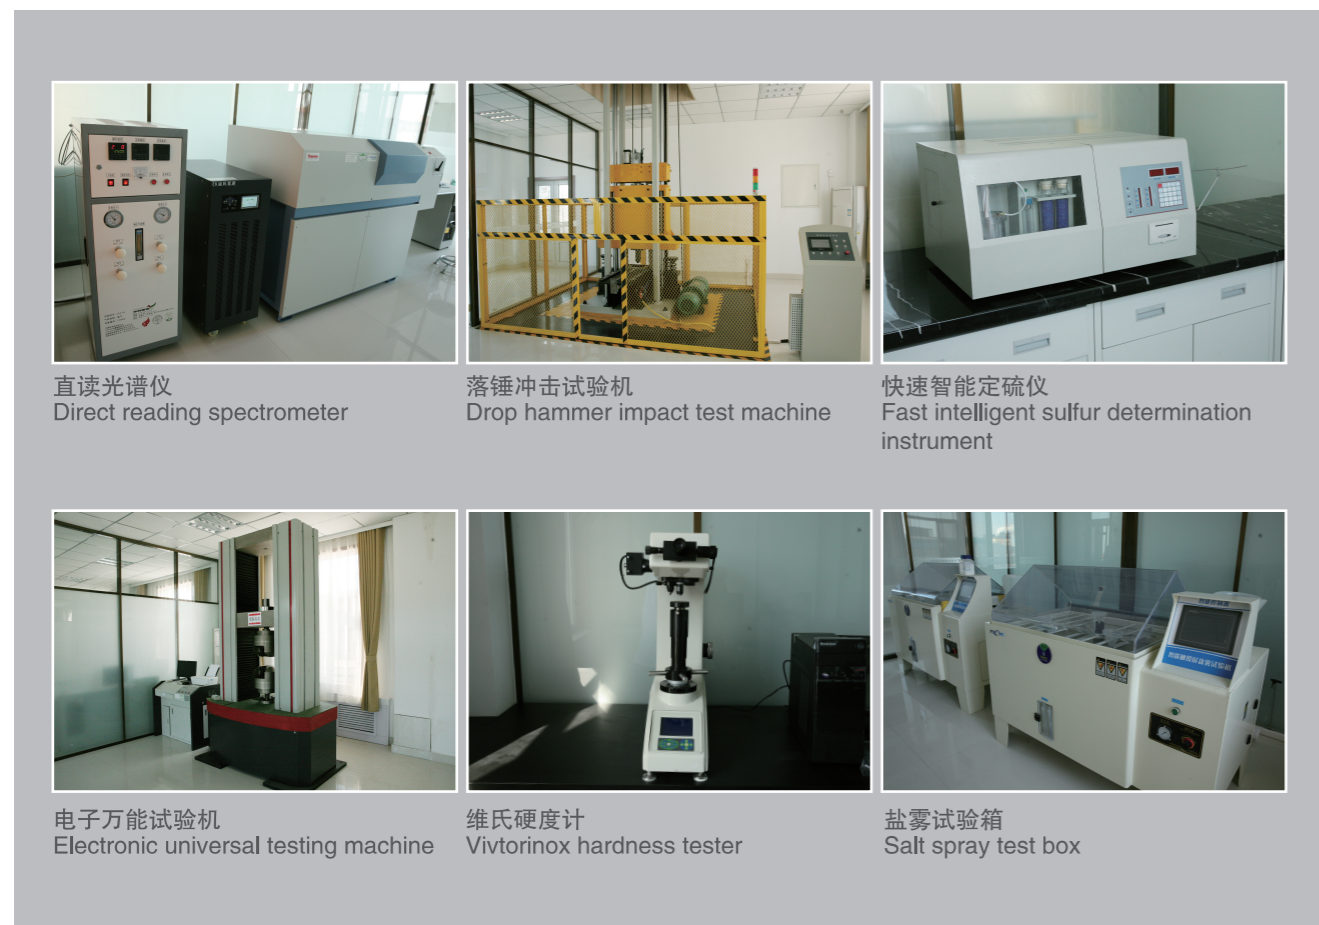 直读光谱仪
Direct reading spectrometer
落锤冲击试验机
Drop hammer impact test machine
快速智能定硫仪
Fast intelligent sulfur determination
instrument
电子万能试验机
Electronic universal testing machine
维氏硬度计
Vivtorinox hardness tester
盐雾试验箱
Salt spray test box